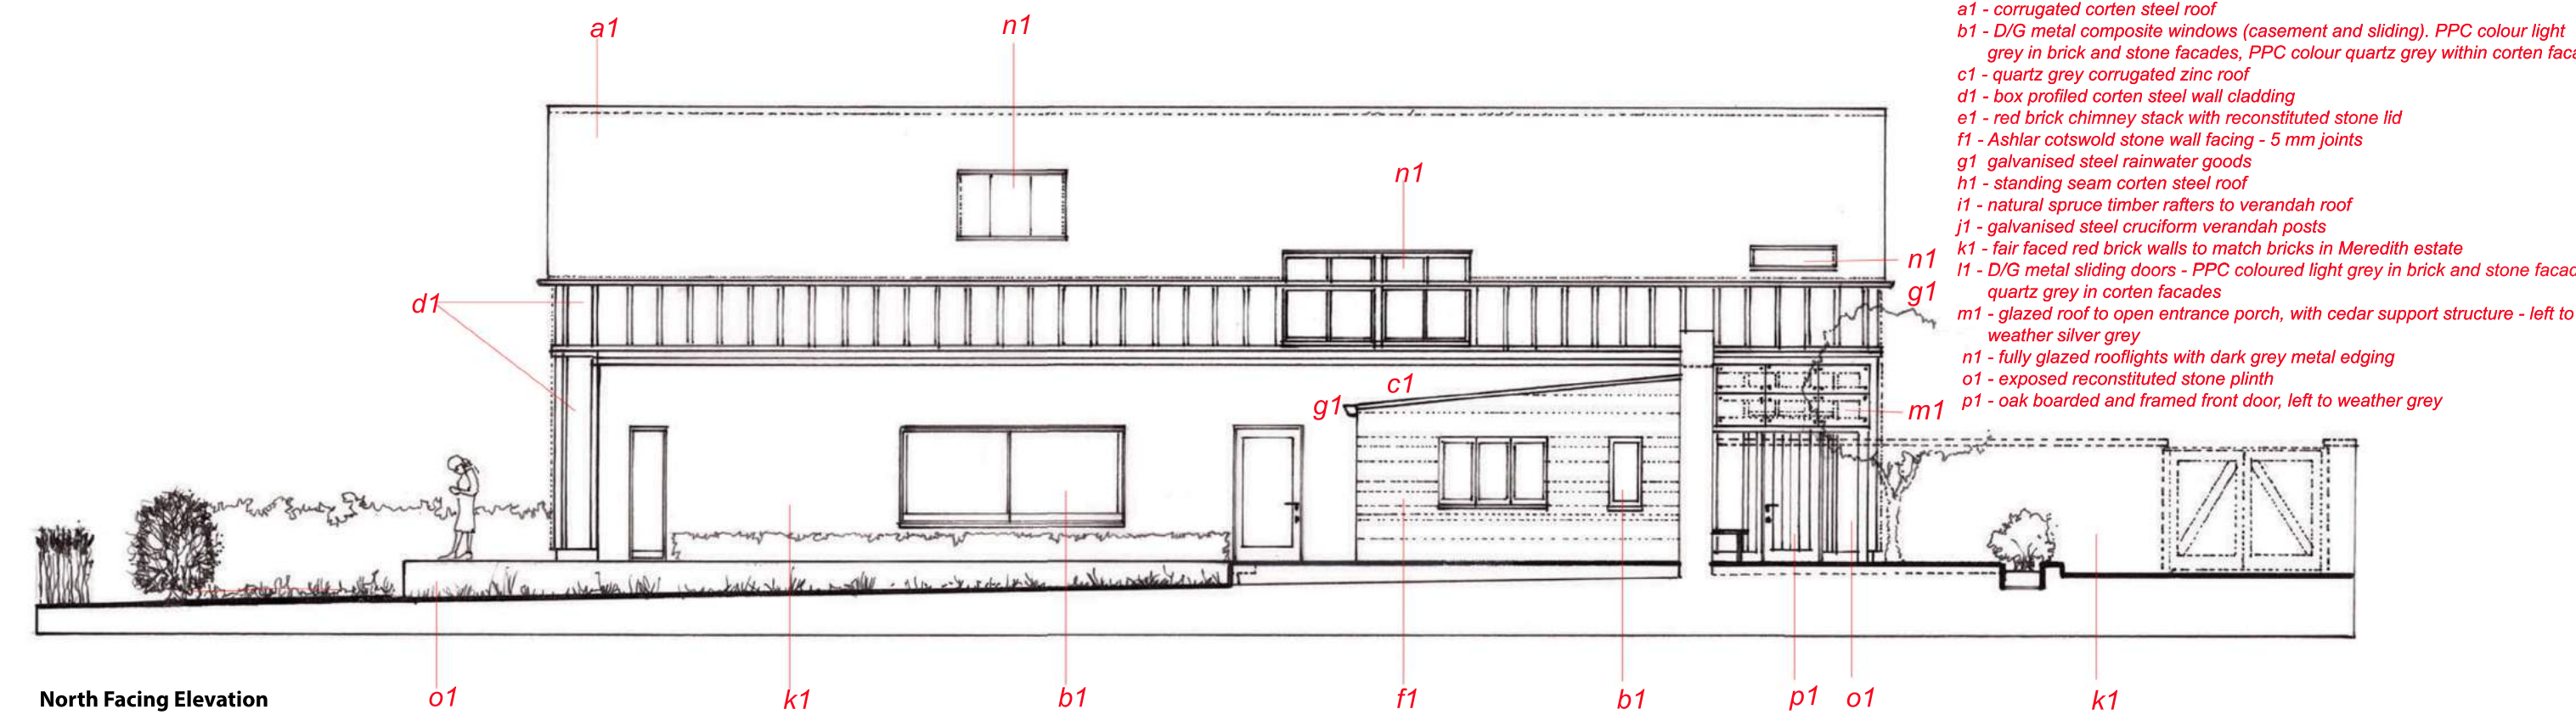 a1
n1
n1
n1
g1
d1
c1
g1
m1
a1 - corrugated corten steel roof
b1 - D/G metal composite windows (casement and sliding). PPC colour light
grey in brick and stone facades, PPC colour quartz grey within corten faca
c1 - quartz grey corrugated zinc roof
d1 - box profiled corten steel wall cladding
e1 - red brick chimney stack with reconstituted stone lid
f1 - Ashlar cotswold stone wall facing - 5 mm joints
g1 galvanised steel rainwater goods
h1 - standing seam corten steel roof
i1 - natural spruce timber rafters to verandah roof
j1 - galvanised steel cruciform verandah posts
k1 - fair faced red brick walls to match bricks in Meredith estate
l1 - D/G metal sliding doors - PPC coloured light grey in brick and stone facad
quartz grey in corten facades
m1 - glazed roof to open entrance porch, with cedar support structure - left to
weather silver grey
n1 - fully glazed rooflights with dark grey metal edging
o1 - exposed reconstituted stone plinth
p1 - oak boarded and framed front door, left to weather grey
North Facing Elevation
o1
k1
b1
f1
b1
p1
o1
k1